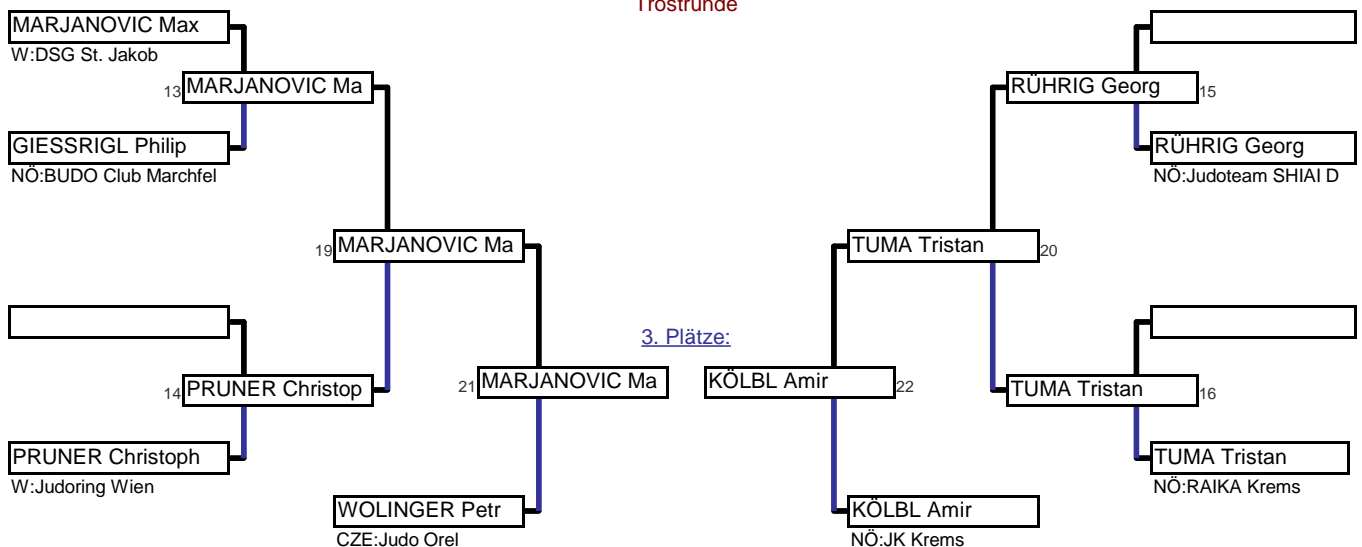 Trostrunde
MARJANOVIC Max
W:DSG St. Jakob
13 MARJANOVIC Ma
GIESSRIGL Philip
NÖ:BUDO Club Marchfel
19 MARJANOVIC Ma
14 PRUNER Christop
PRUNER Christoph
W:Judoring Wien
21 MARJANOVIC Ma
WOLINGER Petr
CZE:Judo Orel
3. Plätze:
RÜHRIG Georg 15
RÜHRIG Georg
NÖ:Judoteam SHIAI D
TUMA Tristan 20
KÖLBL Amir 22
TUMA Tristan 16
TUMA Tristan
NÖ:RAIKA Krems
KÖLBL Amir
NÖ:JK Krems